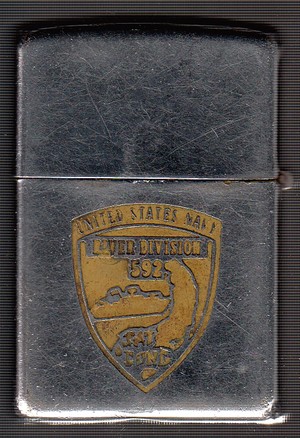 UNITED STATES NAVY
RIVER DIVISION
592